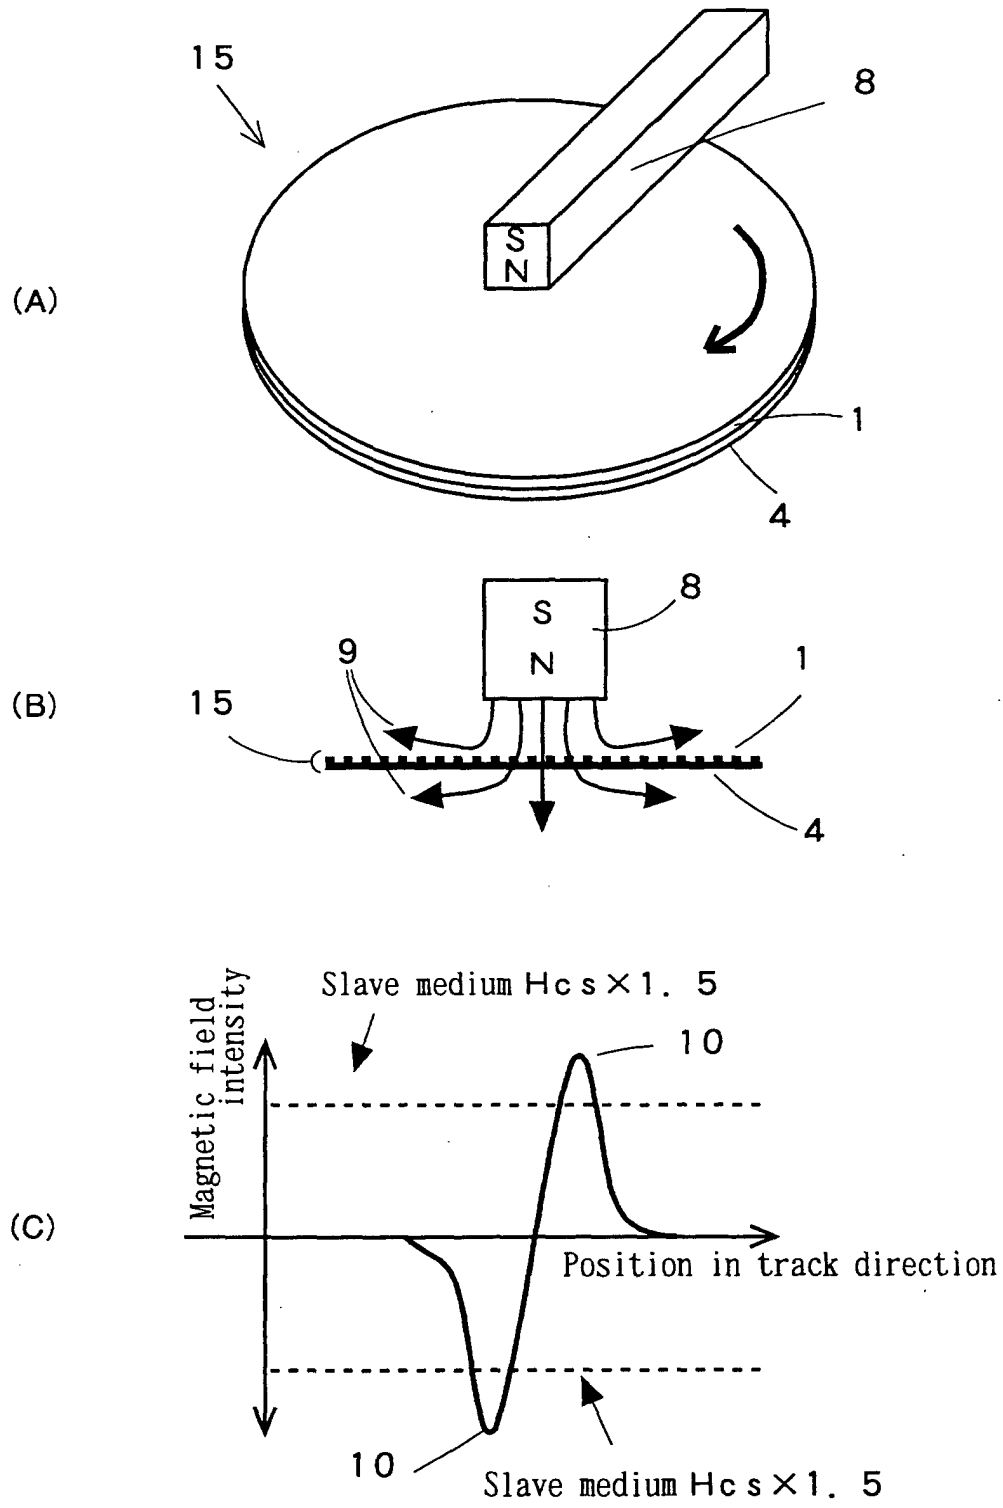 15
8
S
N
(A)
1
4
S
N
8
9
1
15
(B)
4
Slave medium Hcs×1. 5
10
Magnetic field
intensity
(C)
Position in track direction
10
Slave medium Hcs×1. 5